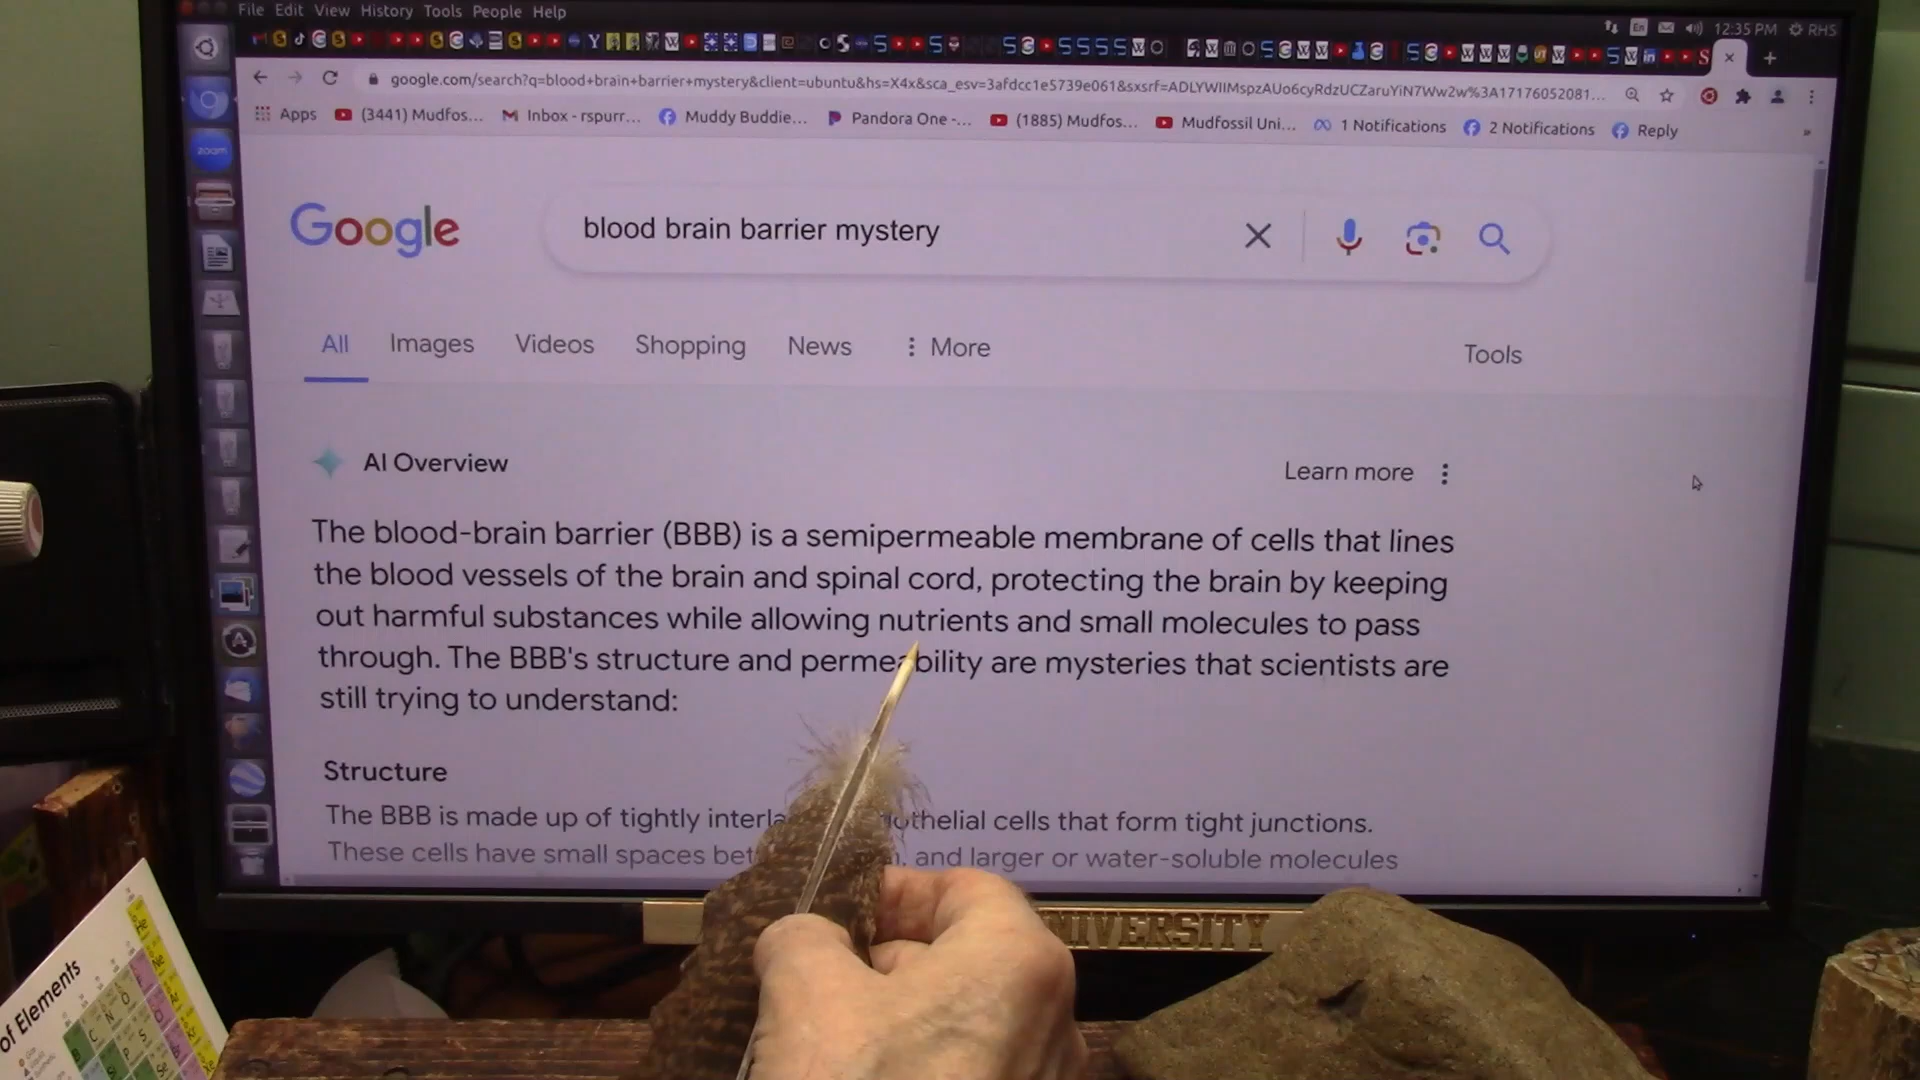 File Edit View History Tools People Help
12:35 PM RHS
google.com/search?q=blood+brain+barrier+mystery&client=ubuntu&hs=X4x&sca_esv=3afdcc1e5739e061&sxsrf=ADLYWIIMspzAUo6cyRdzUCZaruYiN7Ww2w%3A17176052081...
Apps (3441) Mudfos... Inbox - rspurr... Muddy Buddie... Pandora One -... (1885) Mudfos... Mudfossil Uni... 1 Notifications 2 Notifications Reply
zoom
Google
blood brain barrier mystery
All Images Videos Shopping News More Tools
AI Overview Learn more
The blood-brain barrier (BBB) is a semipermeable membrane of cells that lines
the blood vessels of the brain and spinal cord, protecting the brain by keeping
out harmful substances while allowing nutrients and small molecules to pass
through. The BBB's structure and permeability are mysteries that scientists are
still trying to understand:
Structure
The BBB is made up of tightly interla othelial cells that form tight junctions.
These cells have small spaces bet and larger or water-soluble molecules
NIVERSITY
of Elements